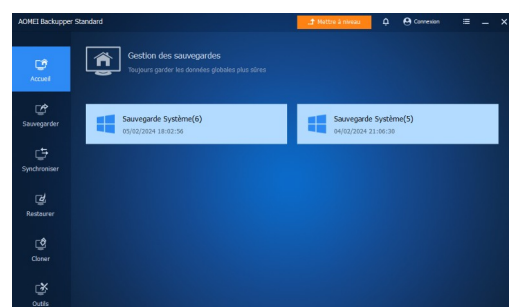 AOMEI Backupper Standard
Mettre à niveau
Connexion
Accueil
Gestion des sauvegardes
Toujours garder les données globales plus sûres
Sauvegarder
Sauvegarde Système(6)
05/02/2024 18:02:56
Sauvegarde Système(5)
04/02/2024 21:06:30
Synchroniser
Restaurer
Cloner
Outils